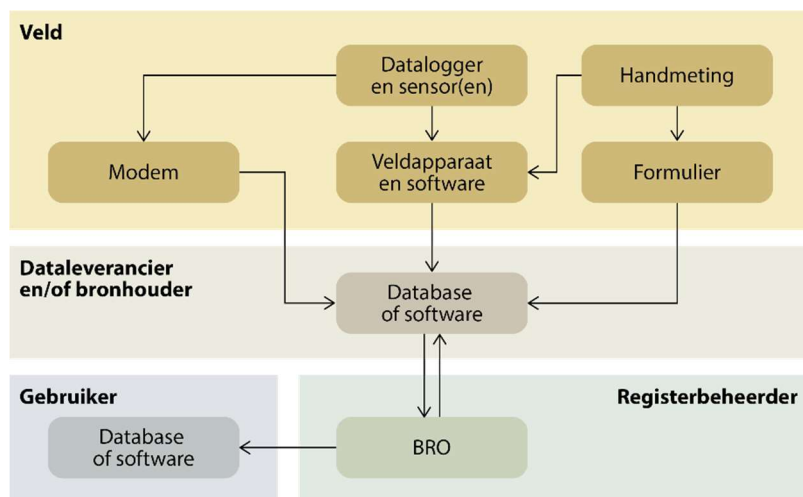 Veld
Datalogger
en sensor(en)
Handmeting
Modem
Veldapparaat
en software
Formulier
Dataleverancier
en/of bronhouder
Database
of software
Gebruiker
Registerbeheerder
Database
of software
BRO